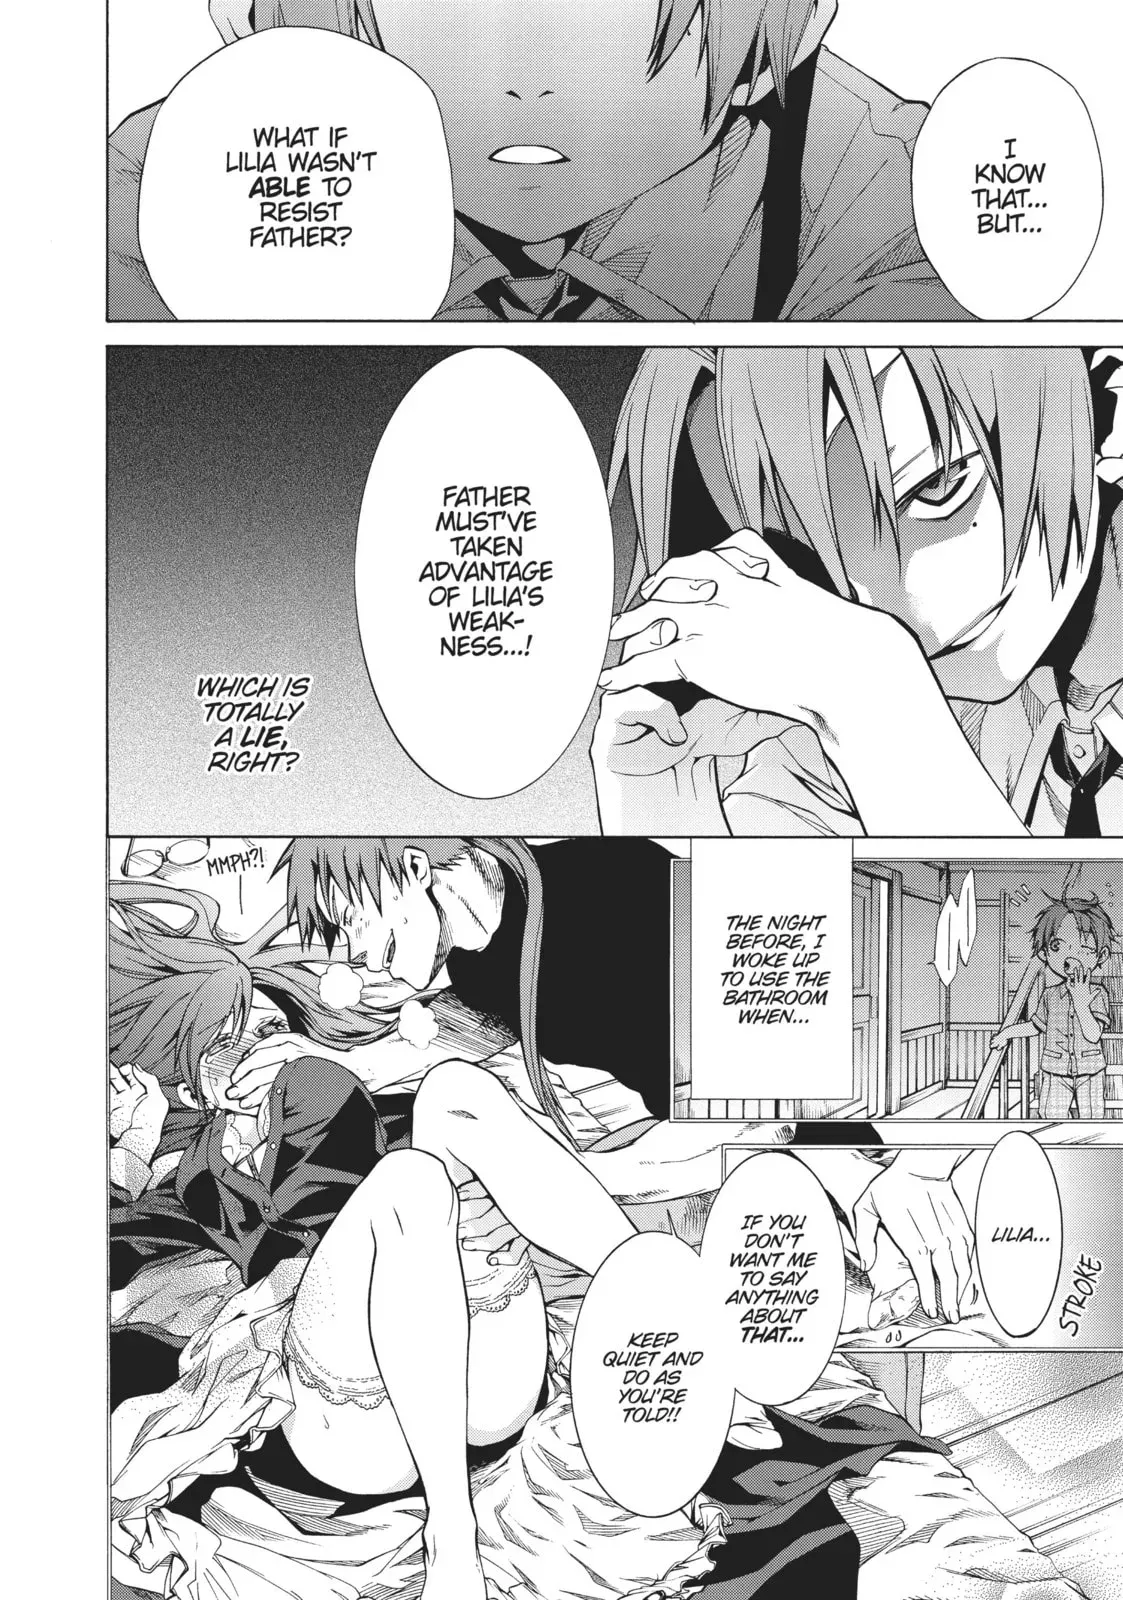 I
KNOW
THAT...
BUT...
WHAT IF
LILIA WASN'T
ABLE TO
RESIST
FATHER?
FATHER
MUST'VE
TAKEN
ADVANTAGE
OF LILIA'S
WEAK-
NESS...!
WHICH IS
TOTALLY
A LIE,
RIGHT?
THE NIGHT
BEFORE, I
WOKE UP
TO USE THE
BATHROOM
WHEN...
LILIA...
STROKE
IF YOU
DON'T
WANT ME
TO SAY
ANYTHING
ABOUT
THAT...
KEEP
QUIET AND
DO AS
YOU'RE
TOLD!!
MMPH?!